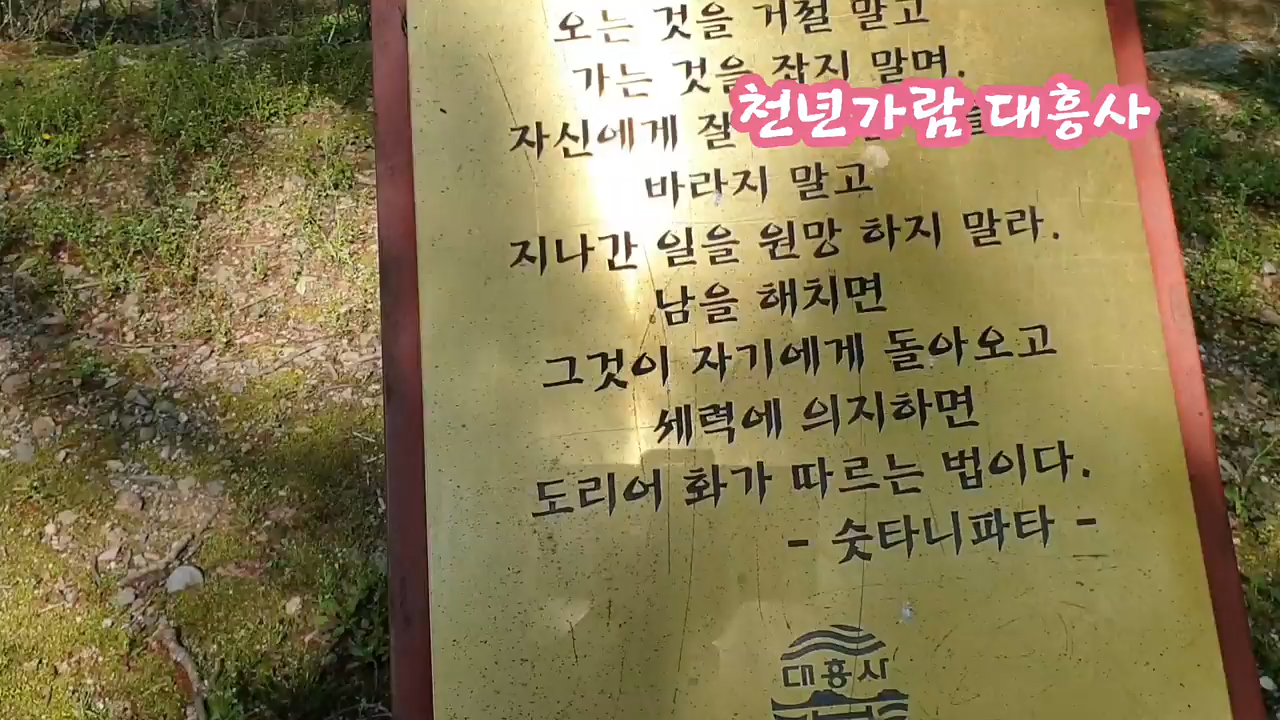 오는 것을 거절 말고
가는 것을 잡지 말며.
천년가람 대흥사
자신에게 잘
바라지 말고
지나간 일을 원망 하지 말라.
남을 해치면
그것이 자기에게 돌아오고
세력에 의지하면
도리어 화가 따르는 법이다.
- 숫타니파타 -
대흥사